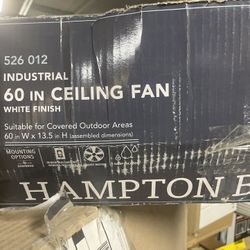 526 012
INDUSTRIAL
60 IN CEILING FAN
WHITE FINISH
Suitable for Covered Outdoor Areas
60 in W x 13.5 in H (assembled dimensions)
MOUNTING
OPTIONS
HAMPTON B